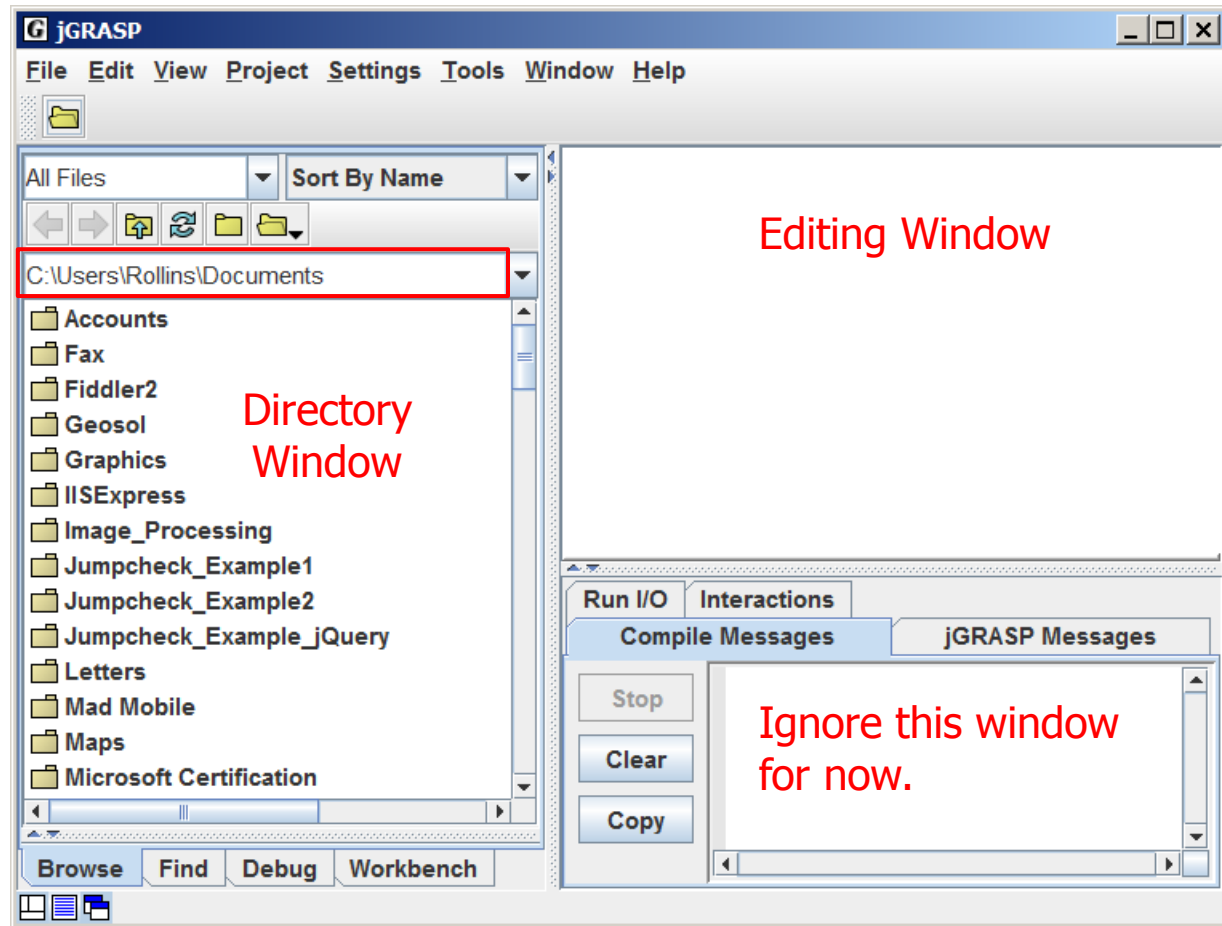 jGRASP
File Edit View Project Settings Tools Window Help
All Files Sort By Name
C:\Users\Rollins\Documents
Accounts
Fax
Fiddler2
Geosol
Graphics
IISExpress
Image_Processing
Jumpcheck_Example1
Jumpcheck_Example2
Jumpcheck_Example_jQuery
Letters
Mad Mobile
Maps
Microsoft Certification
Directory
Window
Browse Find Debug Workbench
Editing Window
Run I/O Interactions
Compile Messages jGRASP Messages
Stop
Clear
Copy
Ignore this window
for now.